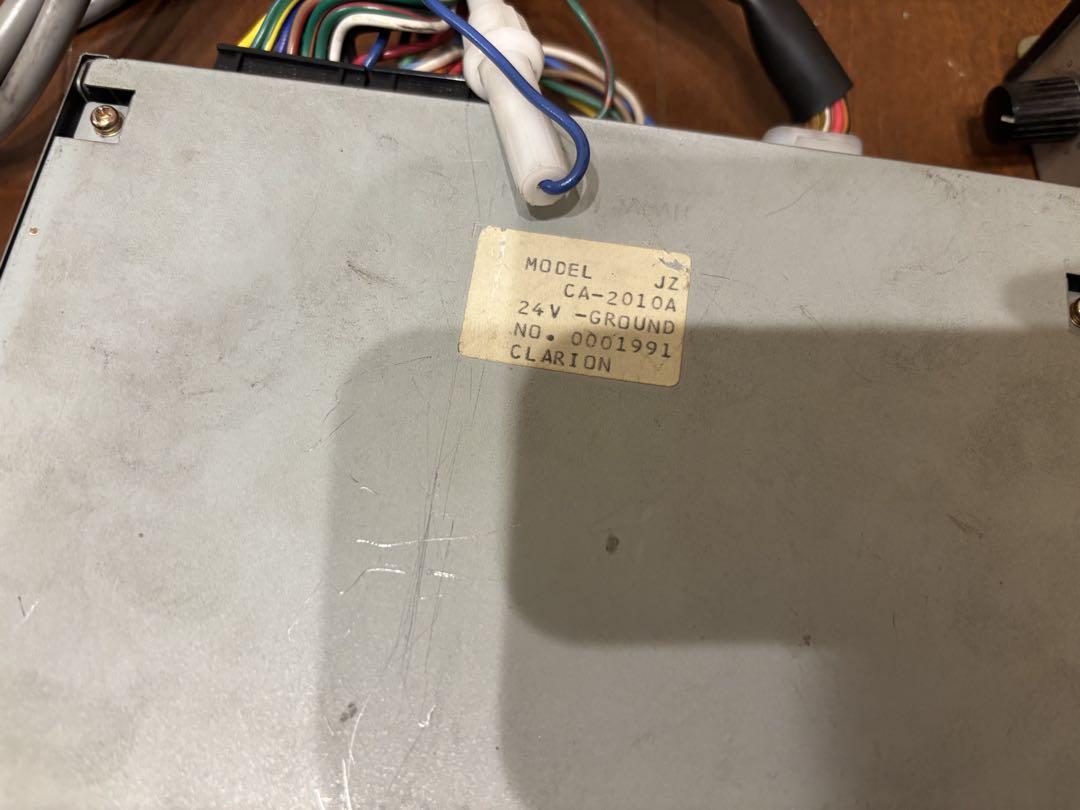 MODEL JZ
CA-2010A
24V -GROUND
NO. 0001991
CLARION